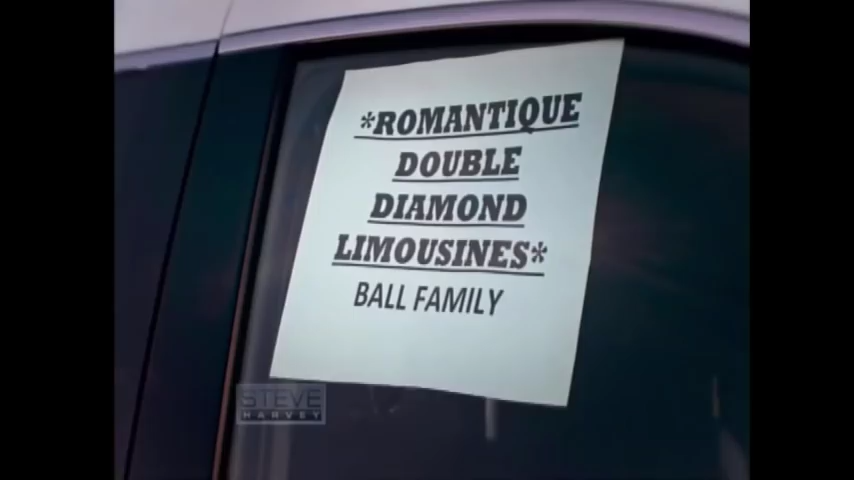 *ROMANTIQUE
DOUBLE
DIAMOND
LIMOUSINES*
BALL FAMILY
STEVE
HARVEY